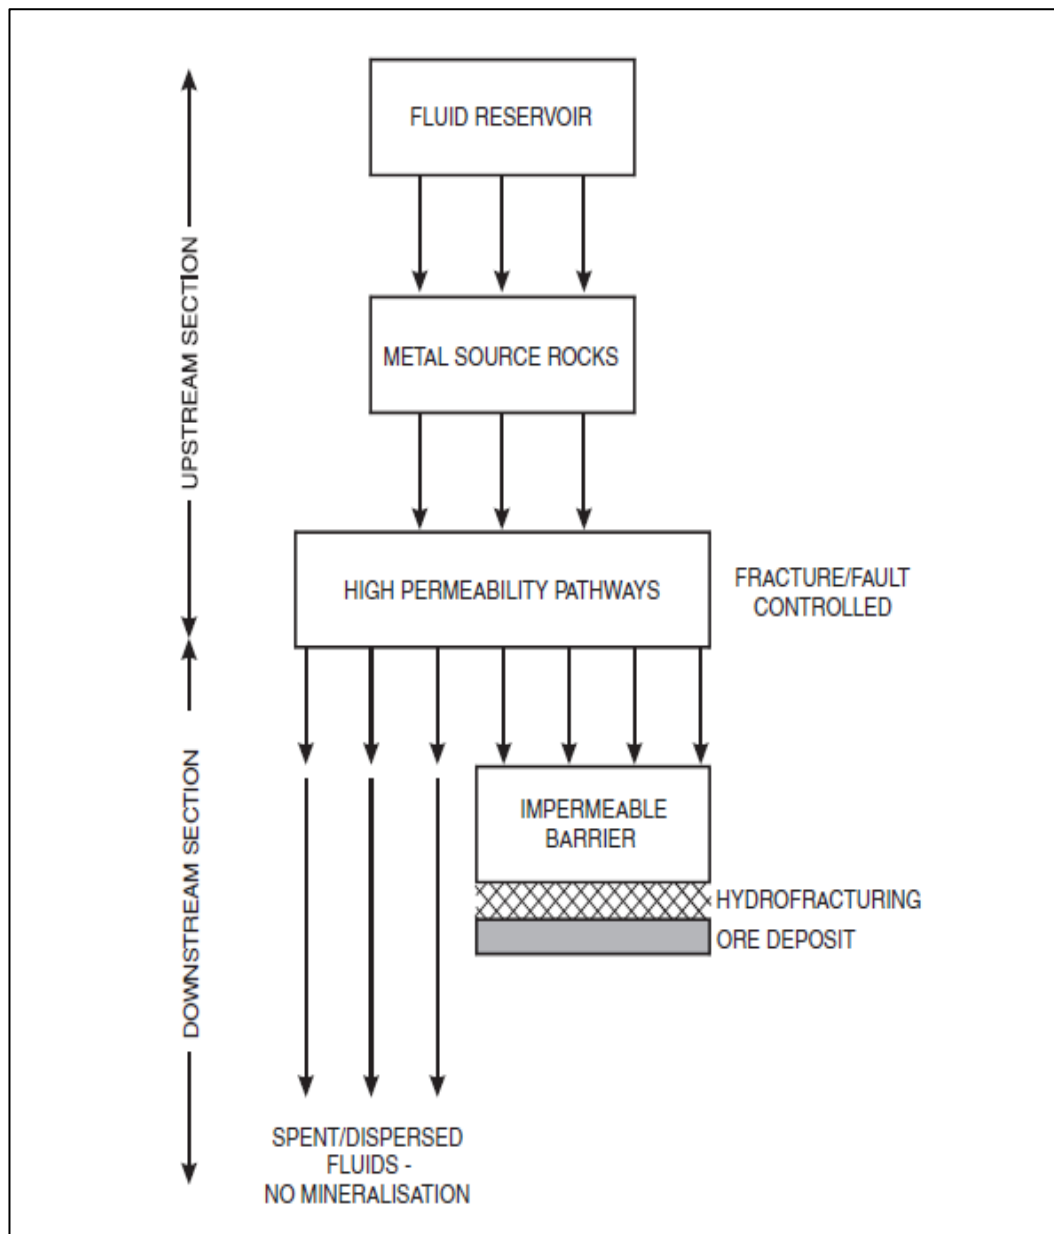 FLUID RESERVOIR
UPSTREAM SECTION
METAL SOURCE ROCKS
HIGH PERMEABILITY PATHWAYS
FRACTURE/FAULT
CONTROLLED
DOWNSTREAM SECTION
IMPERMEABLE
BARRIER
HYDROFRACTURING
ORE DEPOSIT
SPENT/DISPERSED
FLUIDS -
NO MINERALISATION